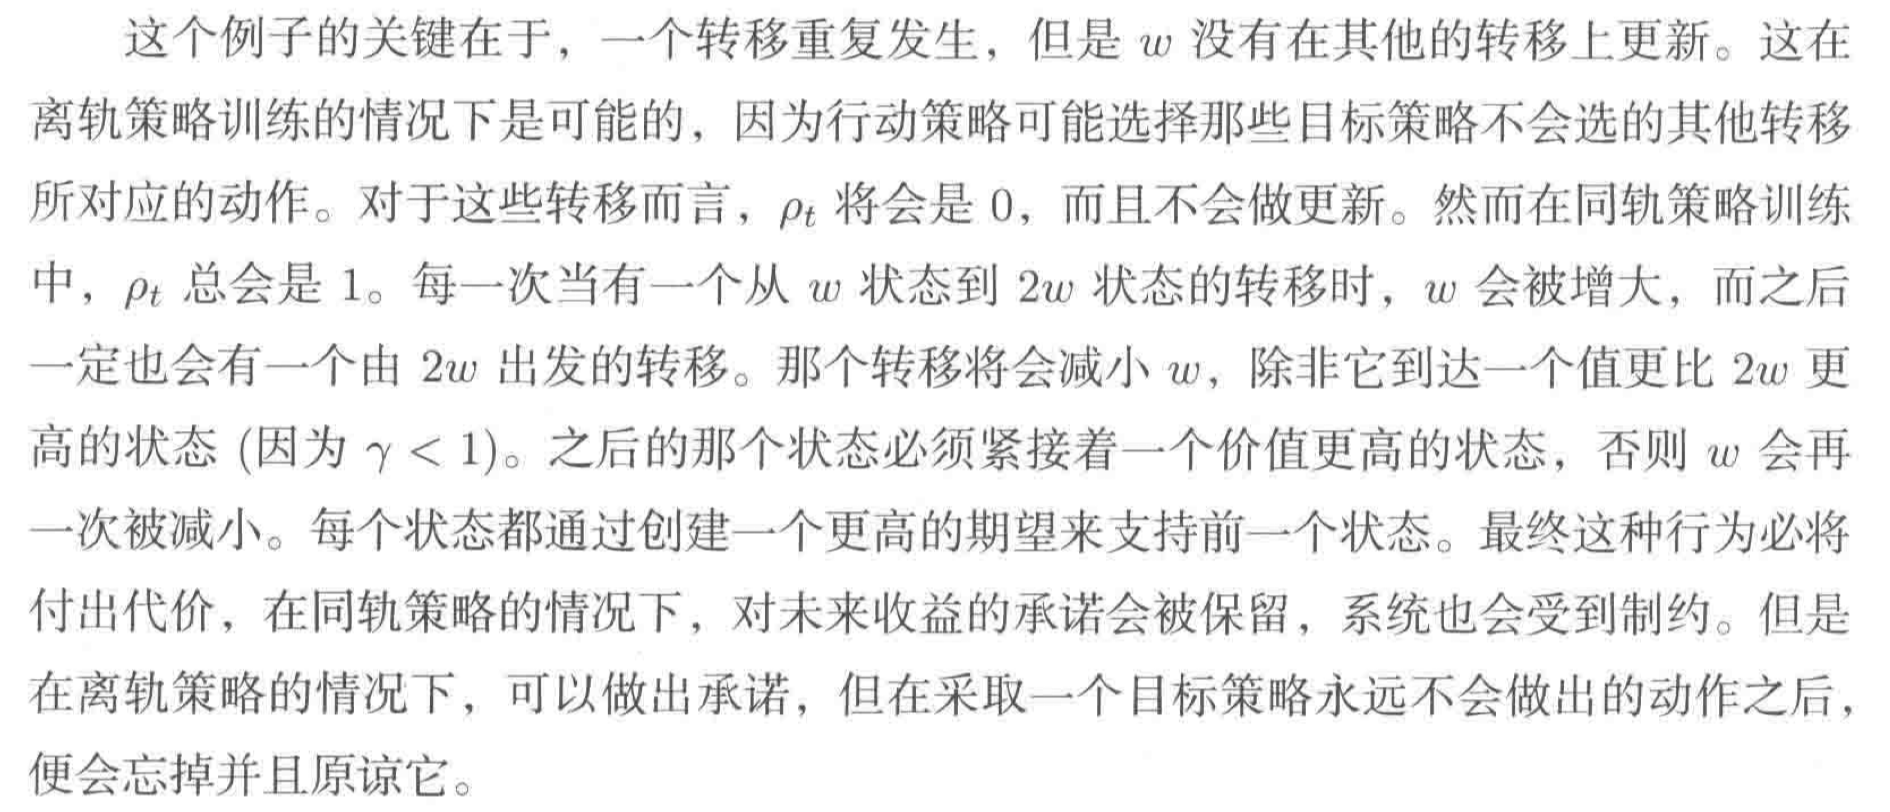 这个例子的关键在于，一个转移重复发生，但是 w 没有在其他的转移上更新。这在
离轨策略训练的情况下是可能的，因为行动策略可能选择那些目标策略不会选的其他转移
所对应的动作。对于这些转移而言，ρt 将会是 0，而且不会做更新。然而在同轨策略训练
中，ρt 总会是 1。每一次当有一个从 w 状态到 2w 状态的转移时，w 会被增大，而之后
一定也会有一个由 2w 出发的转移。那个转移将会减小 w，除非它到达一个值更比 2w 更
高的状态 (因为 γ < 1)。之后的那个状态必须紧接着一个价值更高的状态，否则 w 会再
一次被减小。每个状态都通过创建一个更高的期望来支持前一个状态。最终这种行为必将
付出代价，在同轨策略的情况下，对未来收益的承诺会被保留，系统也会受到制约。但是
在离轨策略的情况下，可以做出承诺，但在采取一个目标策略永远不会做出的动作之后，
便会忘掉并且原谅它。